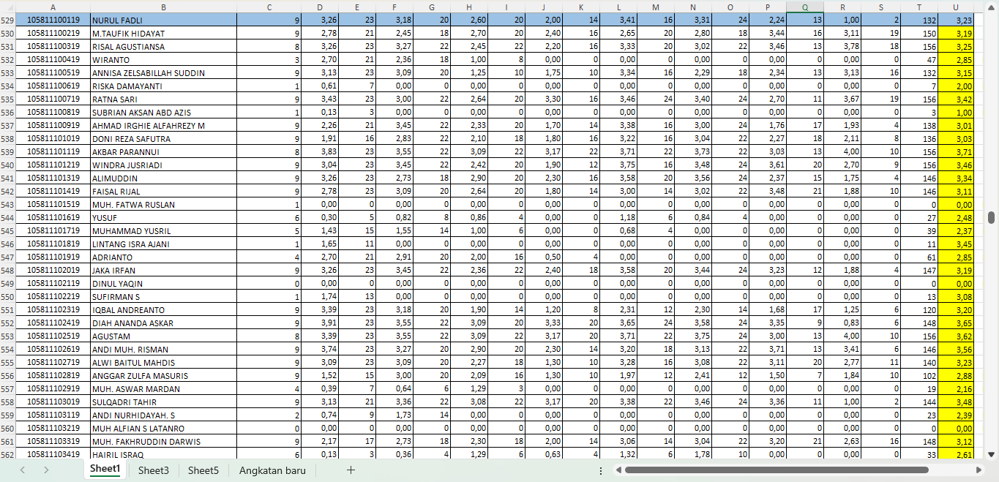 A B C D E F G H I J K L M N O P Q R S T U
529 105811100119 NURUL FADLI 9 3,26 23 3,18 20 2,60 20 2,00 14 3,41 16 3,31 24 2,24 13 1,00 2 132 3,23
530 105811100219 M.TAUFIK HIDAYAT 9 2,78 21 2,45 18 2,70 20 2,40 16 2,65 20 2,80 18 3,44 16 3,11 19 150 3,19
531 105811100319 RISAL AGUSTIANSA 8 3,26 23 3,27 22 2,45 22 2,20 16 3,33 20 3,02 22 3,46 13 3,78 18 156 3,25
532 105811100419 WIRANTO 3 2,70 21 2,36 18 1,00 8 0,00 0 0,00 0 0,00 0 0,00 0 0,00 0 47 2,85
533 105811100519 ANNISA ZELSABILLAH SUDDIN 9 3,13 23 3,09 20 1,25 10 1,75 10 3,34 16 2,29 18 2,34 13 3,13 16 132 3,15
534 105811100619 RISKA DAMAYANTI 1 0,61 7 0,00 0 0,00 0 0,00 0 0,00 0 0,00 0 0,00 0 0,00 0 7 2,00
535 105811100719 RATNA SARI 9 3,43 23 3,00 22 2,64 20 3,30 16 3,46 24 3,40 24 2,70 11 3,67 19 156 3,42
536 105811100819 SUBRIAN AKSAN ABD AZIS 1 0,13 3 0,00 0 0,00 0 0,00 0 0,00 0 0,00 0 0,00 0 0,00 0 3 1,00
537 105811100919 AHMAD IRGHIE ALFAHREZY M 9 2,26 21 3,45 22 2,33 20 1,70 14 3,38 16 3,00 24 1,76 17 1,93 4 138 3,01
538 105811101019 DONI REZA SAFUTRA 9 1,91 16 2,83 22 2,10 18 1,80 16 3,22 16 3,04 22 2,27 18 2,11 8 136 3,03
539 105811101119 AKBAR PARANNUI 8 3,83 23 3,55 22 3,09 22 3,17 22 3,71 22 3,73 22 3,03 13 4,00 10 156 3,71
540 105811101219 WINDRA JUSRIADI 9 3,04 23 3,45 22 2,42 20 1,90 12 3,75 16 3,48 24 3,61 20 2,70 9 156 3,46
541 105811101319 ALIMUDDIN 9 3,26 23 2,73 18 2,90 20 2,30 16 3,58 20 3,56 24 2,37 15 1,75 4 146 3,34
542 105811101419 FAISAL RIJAL 9 2,78 23 3,09 20 2,64 20 1,80 14 3,00 14 3,02 22 3,48 21 1,88 10 146 3,11
543 105811101519 MUH. FATWA RUSLAN 1 0,00 0 0,00 0 0,00 0 0,00 0 0,00 0 0,00 0 0,00 0 0,00 0 0 0,00
544 105811101619 YUSUF 6 0,30 5 0,82 8 0,86 4 0,00 0 1,18 6 0,84 4 0,00 0 0,00 0 27 2,48
545 105811101719 MUHAMMAD YUSRIL 5 1,43 15 1,55 14 1,00 6 0,00 0 0,68 4 0,00 0 0,00 0 0,00 0 39 2,37
546 105811101819 LINTANG ISRA AJANI 1 1,65 11 0,00 0 0,00 0 0,00 0 0,00 0 0,00 0 0,00 0 0,00 0 11 3,45
547 105811101919 ADRIANTO 4 2,70 21 2,91 20 2,00 16 0,50 4 0,00 0 0,00 0 0,00 0 0,00 0 61 2,85
548 105811102019 JAKA IRFAN 9 3,26 23 3,45 22 2,36 22 2,40 18 3,58 20 3,44 24 3,23 12 1,88 4 147 3,19
549 105811102119 DINUL YAQIN 0 0,00 0 0,00 0 0,00 0 0,00 0 0,00 0 0,00 0 0,00 0 0,00 0 0 0,00
550 105811102219 SUFIRMAN S 1 1,74 13 0,00 0 0,00 0 0,00 0 0,00 0 0,00 0 0,00 0 0,00 0 13 3,08
551 105811102319 IQBAL ANDREANTO 9 3,39 23 3,18 20 1,90 14 1,20 8 2,31 12 2,30 14 1,68 17 1,25 6 120 3,20
552 105811102419 DIAH ANANDA ASKAR 9 3,91 23 3,55 22 3,09 20 3,33 20 3,65 24 3,58 24 3,35 9 0,83 6 148 3,65
553 105811102519 AGUSTAM 8 3,39 23 3,55 22 3,09 22 3,17 20 3,71 22 3,75 24 3,00 13 4,00 10 156 3,62
554 105811102619 ANDI MUH. RISMAN 9 3,74 23 3,27 20 2,90 20 2,30 14 3,20 18 3,13 22 3,71 13 3,41 6 146 3,56
555 105811102719 ALWI BAITUL MAHDIS 9 3,09 23 3,09 20 2,27 18 1,30 10 3,28 16 3,08 22 3,11 20 2,77 11 140 3,23
556 105811102819 ANGGAR ZULFA MASURIS 9 1,52 15 3,00 20 2,09 16 1,30 10 1,97 12 2,41 12 1,50 7 1,84 10 102 2,88
557 105811102919 MUH. ASWAR MARDAN 4 0,39 7 0,64 6 1,29 3 0,00 0 0,00 0 0,00 0 0,00 0 0,00 0 19 2,16
558 105811103019 SULQADRI TAHIR 9 3,13 21 3,36 22 3,08 22 3,17 20 3,38 22 3,46 24 3,36 11 1,00 2 144 3,48
559 105811103119 ANDI NURHIDAYAH. S 2 0,74 9 1,73 14 0,00 0 0,00 0 0,00 0 0,00 0 0,00 0 0,00 0 23 2,39
560 105811103219 MUH ALFIAN S LATANRO 0 0,00 0 0,00 0 0,00 0 0,00 0 0,00 0 0,00 0 0,00 0 0,00 0 0 0,00
561 105811103319 MUH. FAKHRUDDIN DARWIS 9 2,17 17 2,73 18 2,30 18 2,00 14 3,06 14 3,04 22 3,20 21 2,63 16 148 3,12
562 105811103419 HAIRIL ISRAQ 6 0,13 3 0,36 4 1,29 6 0,63 4 1,32 6 1,78 10 0,00 0 0,00 0 33 2,61
Sheet1 Sheet3 Sheet5 Angkatan baru